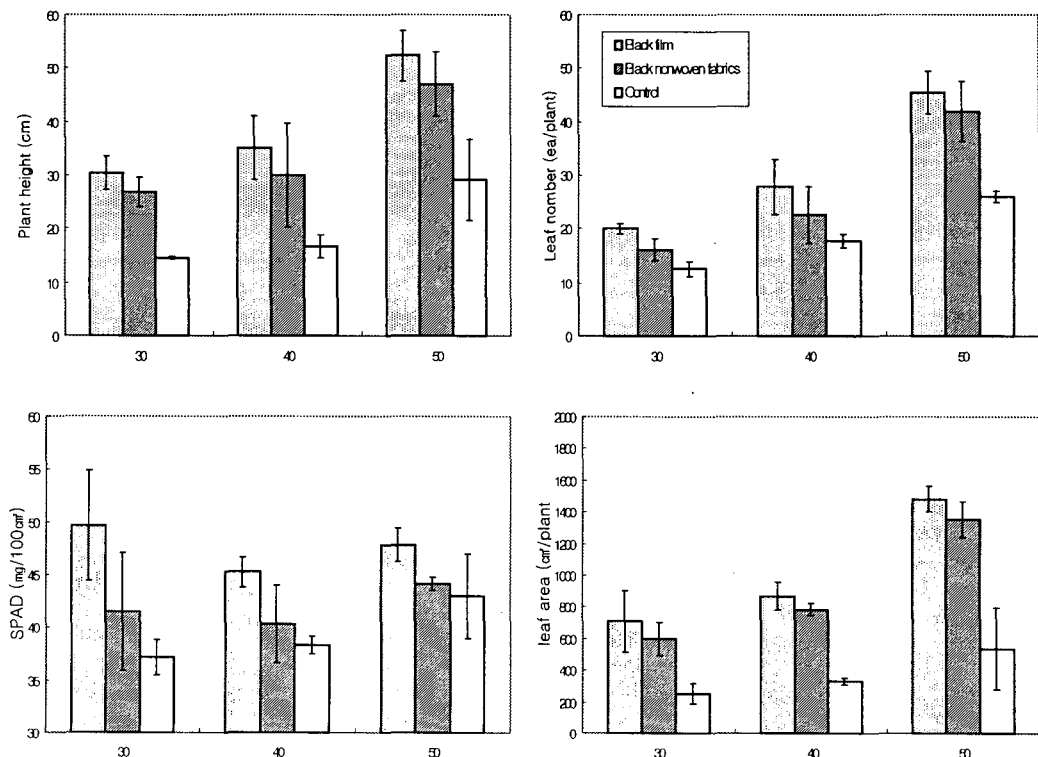 Plant height (cm)
60
50
40
30
20
10
0
30 40 50
Leaf nomber (ea/plant)
60
50
40
30
20
10
0
Black film
Black nonwoven fabrics
Control
30 40 50
SPAD (mg/100cm²)
60
55
50
45
40
35
30
30 40 50
leaf area (cm²/plant)
2000
1800
1600
1400
1200
1000
800
600
400
200
0
30 40 50